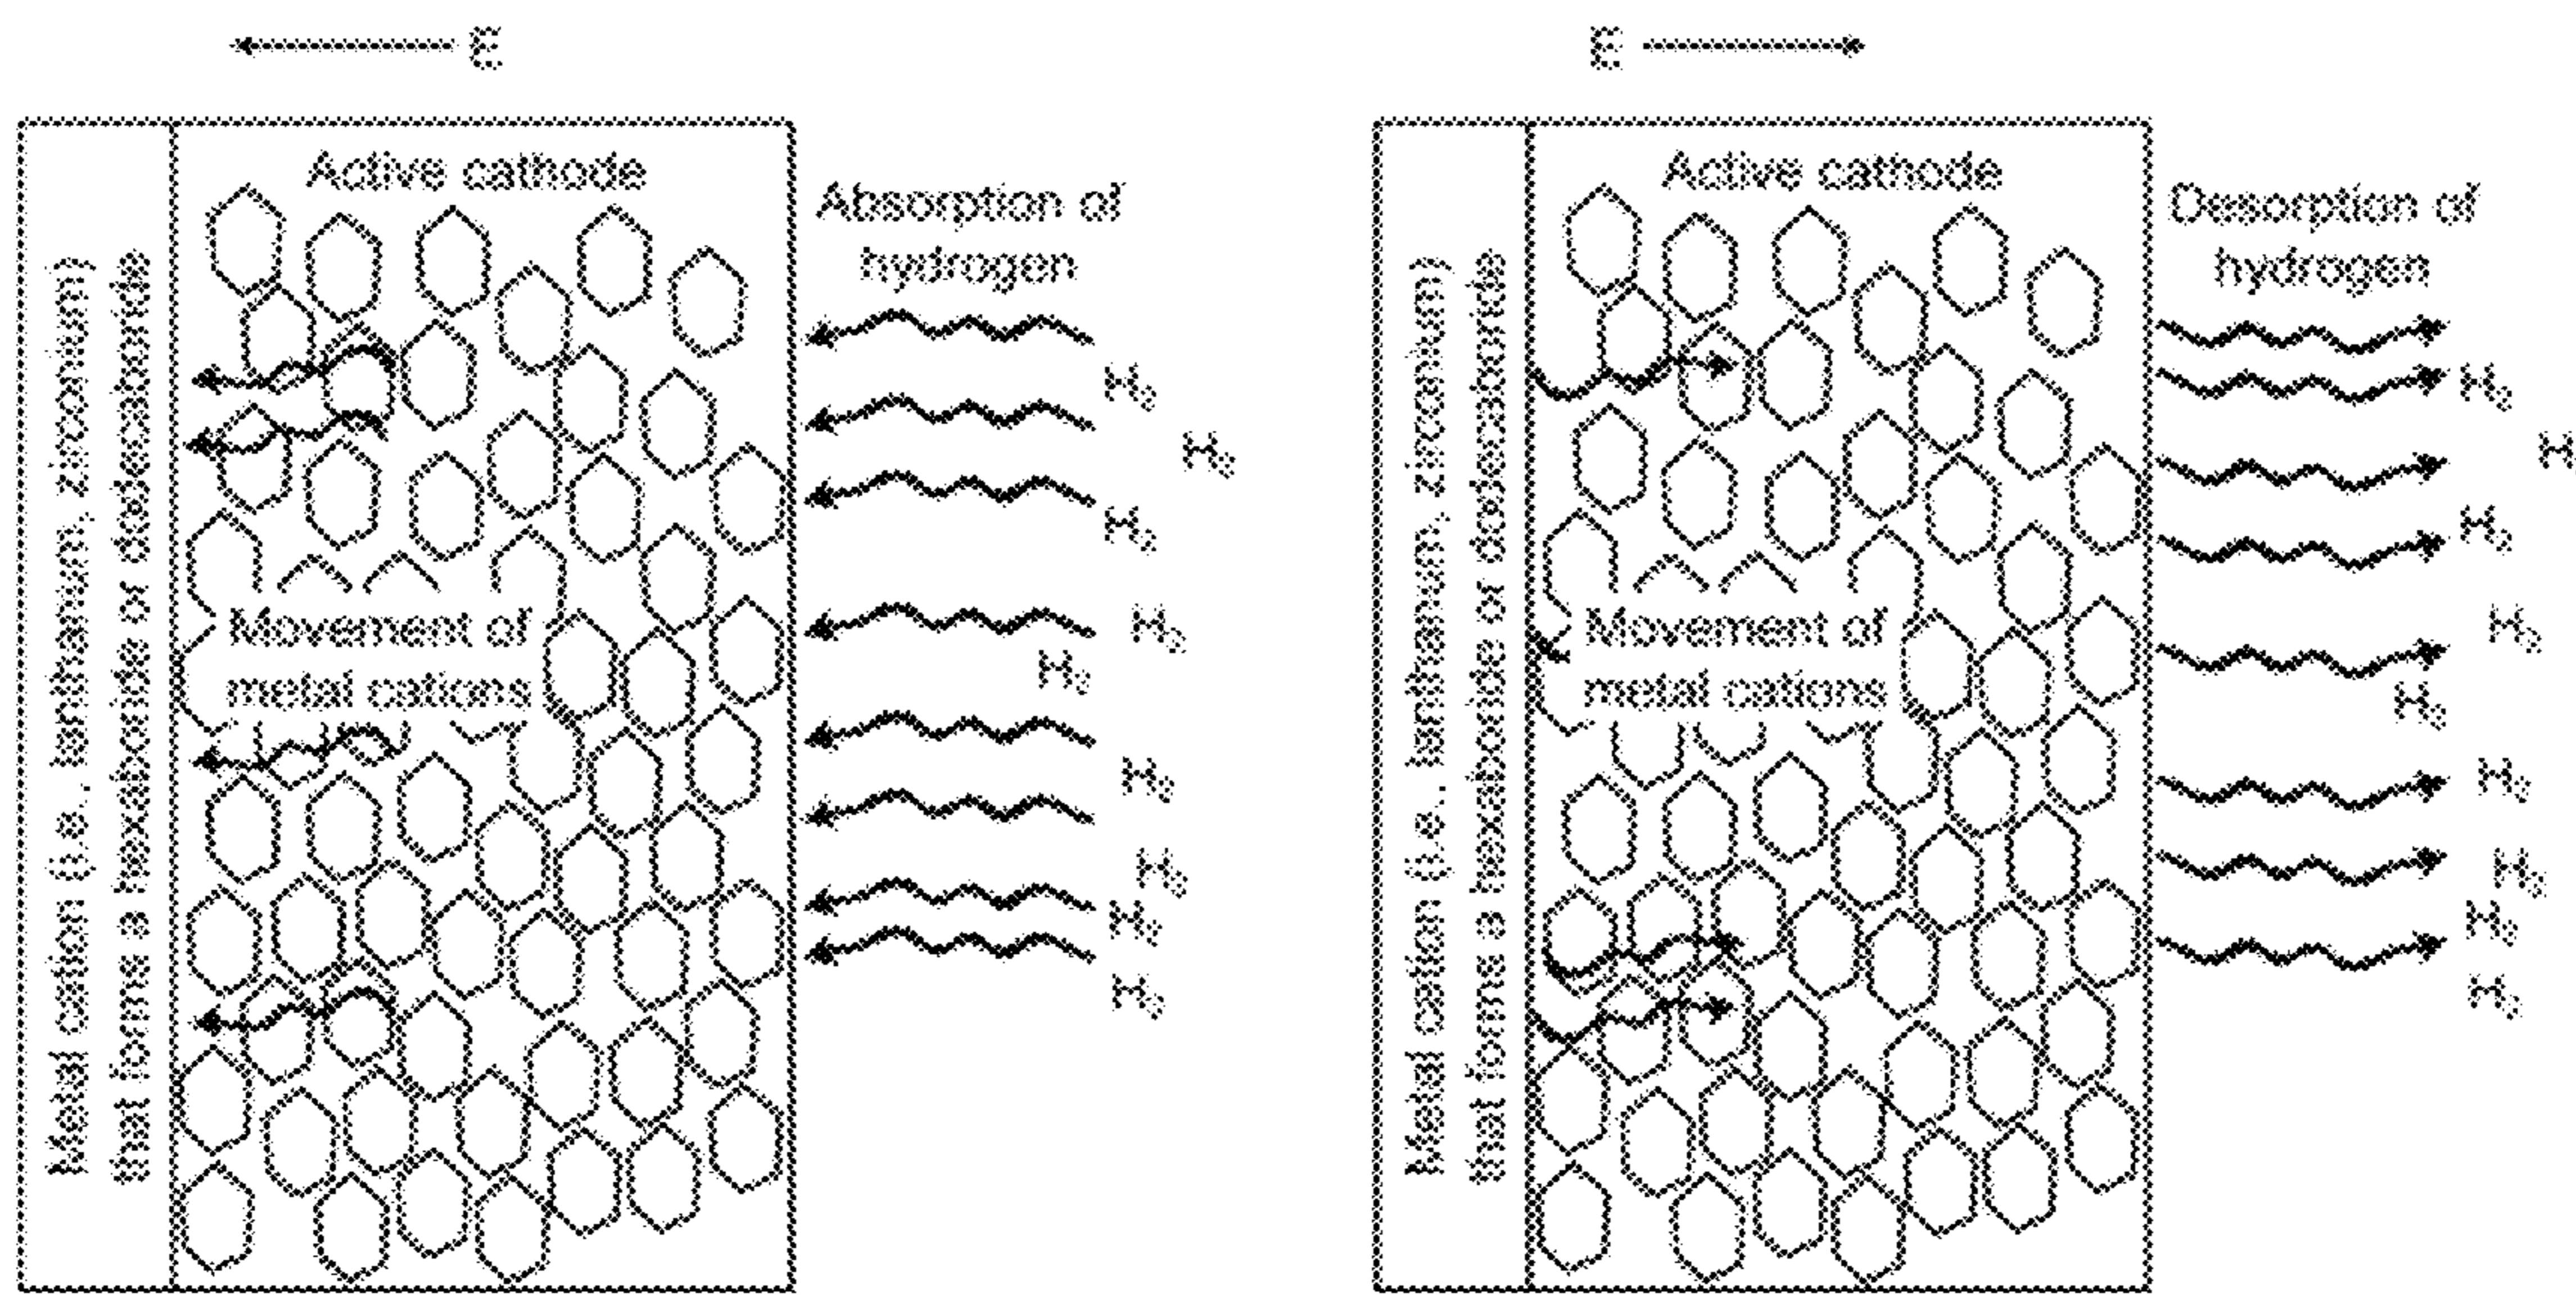 E
Metal cation (i.e., lanthanum, zirconium)
that forms a hexaboride or dodecaboride
Active cathode
Movement of
metal cations
Absorption of
hydrogen
H2
H2
H2
H2
H2
H2
H2
H2
H2
E
Metal cation (i.e., lanthanum, zirconium)
that forms a hexaboride or dodecaboride
Active cathode
Movement of
metal cations
Desorption of
hydrogen
H2
H
H2
H2
H2
H2
H2
H2
H2